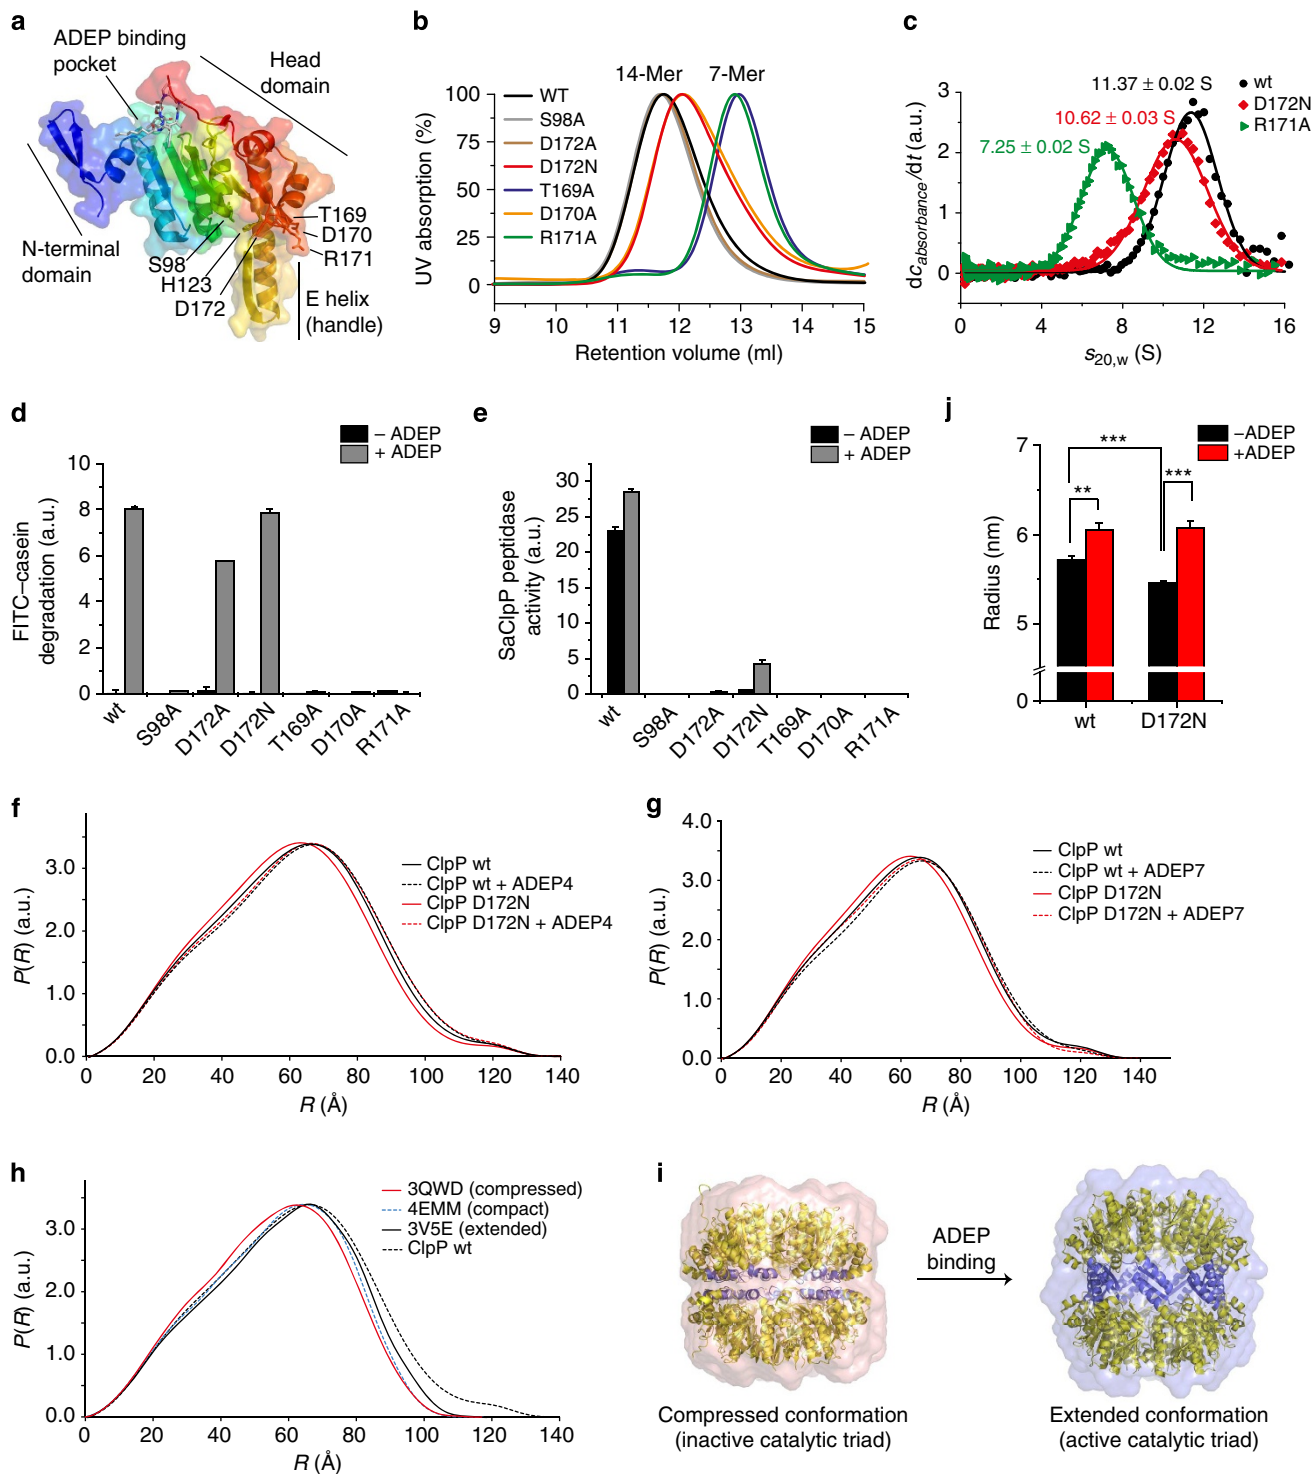 a
ADEP binding
pocket
Head
domain
N-terminal
domain
S98
H123
D172
T169
D170
R171
E helix
(handle)
b
14-Mer
7-Mer
WT
S98A
D172A
D172N
T169A
D170A
R171A
UV absorption (%)
100
75
50
25
0
9
10
11
12
13
14
15
Retention volume (ml)
c
11.37 ± 0.02 S
10.62 ± 0.03 S
7.25 ± 0.02 S
wt
D172N
R171A
dc_absorbance/dt (a.u.)
3
2
1
0
0
4
8
12
16
s20,w (S)
d
– ADEP
+ ADEP
FITC–casein
degradation (a.u.)
10
8
6
4
2
0
wt
S98A
D172A
D172N
T169A
D170A
R171A
e
– ADEP
+ ADEP
SaClpP peptidase
activity (a.u.)
30
25
20
15
10
5
0
wt
S98A
D172A
D172N
T169A
D170A
R171A
j
–ADEP
+ADEP
***
**
***
Radius (nm)
7
6
5
0
wt
D172N
f
P(R) (a.u.)
3.0
2.0
1.0
0.0
0
20
40
60
80
100
120
140
R (Å)
ClpP wt
ClpP wt + ADEP4
ClpP D172N
ClpP D172N + ADEP4
g
P(R) (a.u.)
4.0
3.0
2.0
1.0
0.0
0
20
40
60
80
100
120
140
R (Å)
ClpP wt
ClpP wt + ADEP7
ClpP D172N
ClpP D172N + ADEP7
h
P(R) (a.u.)
3.0
2.0
1.0
0.0
0
20
40
60
80
100
120
140
R (Å)
3QWD (compressed)
4EMM (compact)
3V5E (extended)
ClpP wt
i
ADEP
binding
Compressed conformation
(inactive catalytic triad)
Extended conformation
(active catalytic triad)